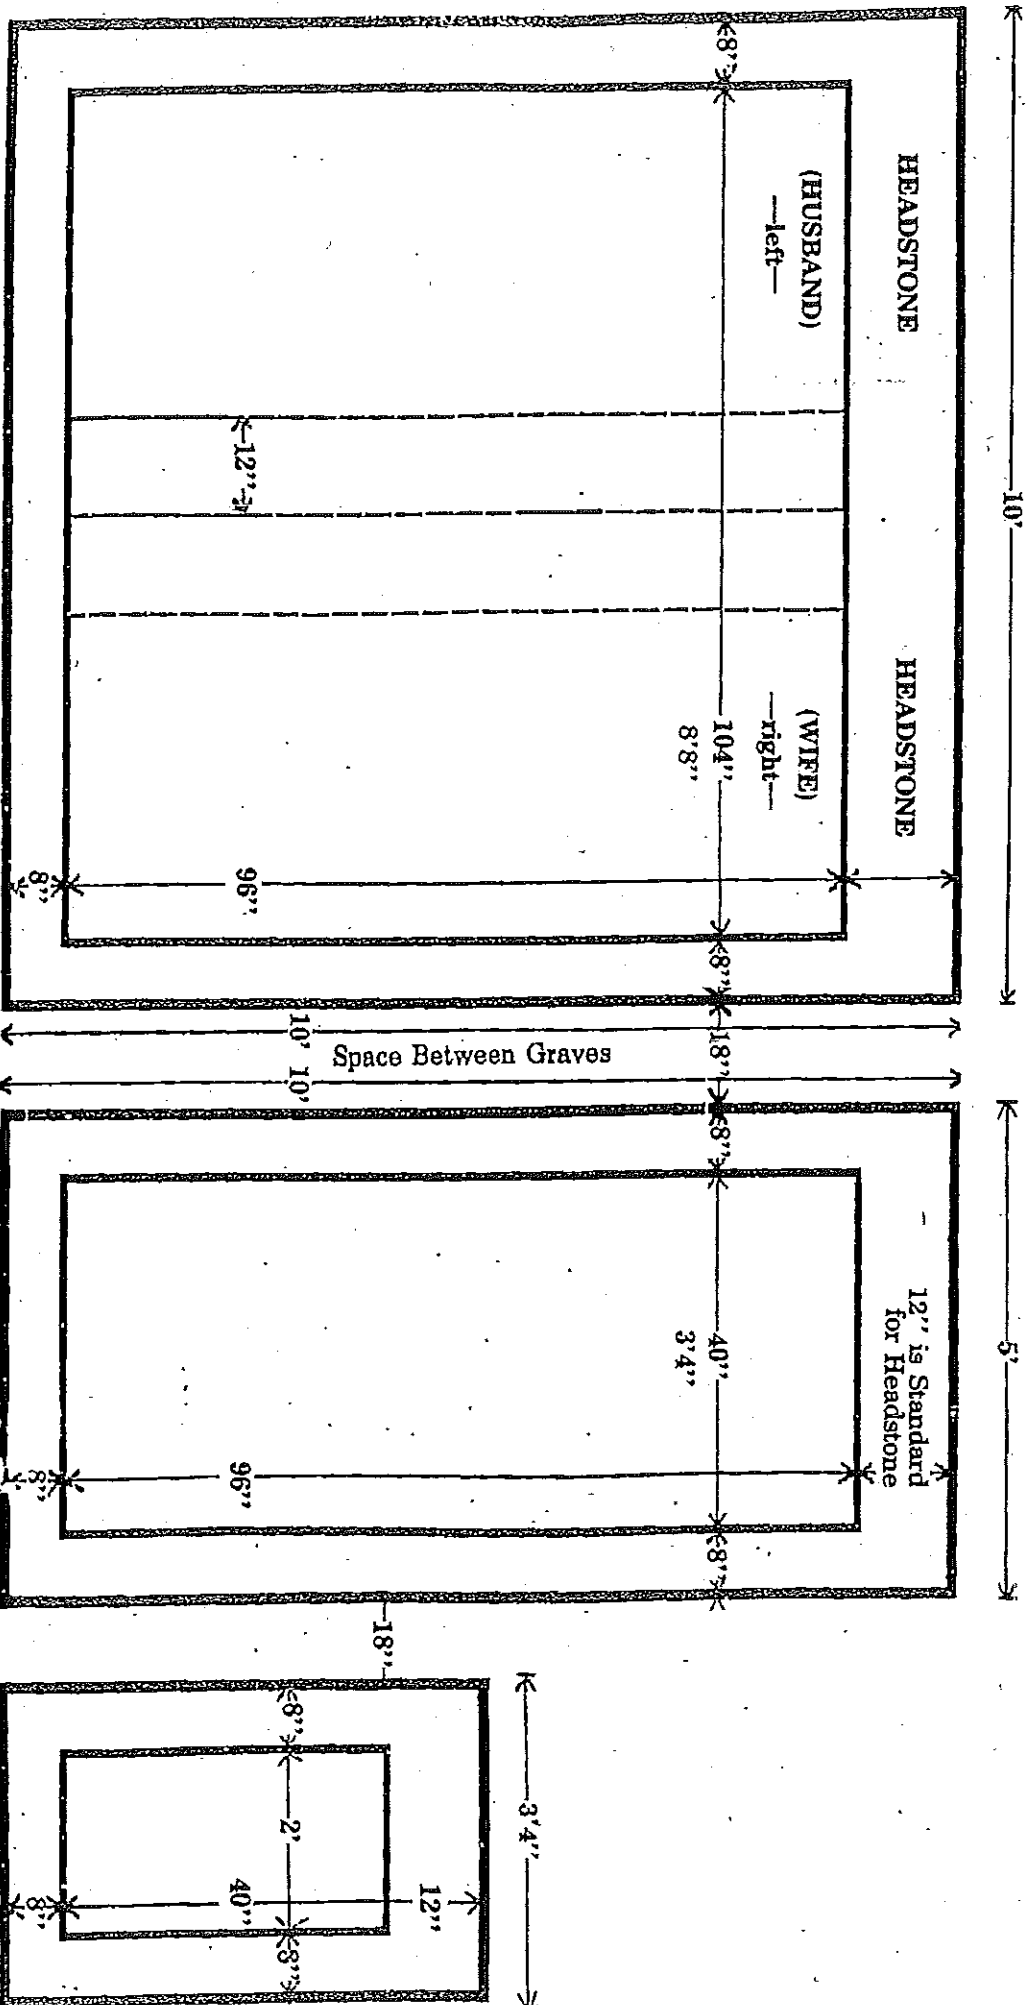 10'
HEADSTONE
HEADSTONE
(HUSBAND)
—left—
(WIFE)
—right—
8"
104"
8'8"
8"
12"
96"
8"
18"
10'
Space Between Graves
10'
5'
12" is Standard
for Headstone
8"
40"
3'4"
8"
96"
8"
18"
3'4"
12"
8"
2'
8"
40"
8"